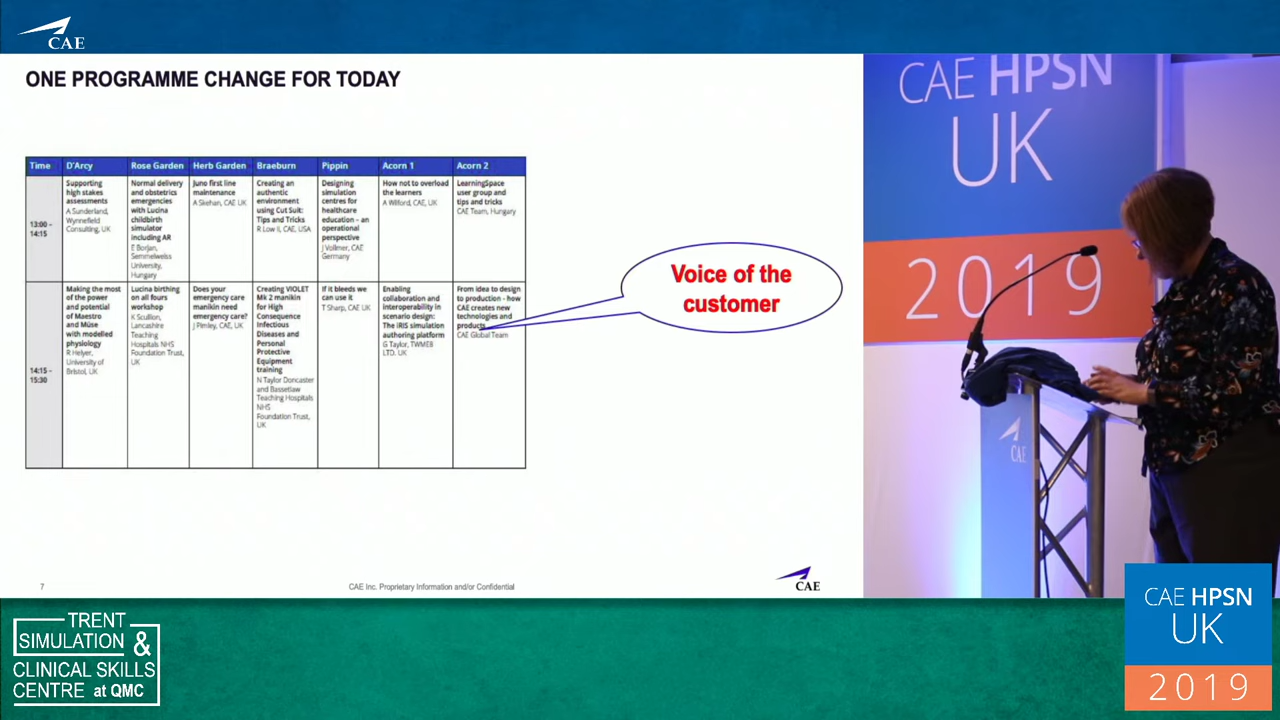 CAE
ONE PROGRAMME CHANGE FOR TODAY
Time
D'Arcy
Rose Garden
Herb Garden
Braeburn
Pippin
Acorn 1
Acorn 2
13:00 –
14:15
Supporting
high stakes
assessments
A Sunderland,
Wynnefield
Consulting, UK
Normal delivery
and obstetrics
emergencies
with Lucina
childbirth
simulator
including AR
E Borjan,
Semmelweiss
University,
Hungary
Juno first line
maintenance
A Skehan, CAE UK
Creating an
authentic
environment
using Cut Suit:
Tips and Tricks
R Low II, CAE, USA
Designing
simulation
centres for
healthcare
education – an
operational
perspective
J Vollmer, CAE
Germany
How not to overload
the learners
A Wilford, CAE, UK
LearningSpace
user group and
tips and tricks
CAE Team, Hungary
14:15 -
15:30
Making the most
of the power
and potential
of Maestro
and Müse
with modelled
physiology
R Helyer,
University of
Bristol, UK
Lucina birthing
on all fours
workshop
K Scullion,
Lancashire
Teaching
Hospitals NHS
Foundation Trust,
UK
Does your
emergency care
manikin need
emergency care?
J Pimley, CAE, UK
Creating VIOLET
Mk 2 manikin
for High
Consequence
Infectious
Diseases and
Personal
Protective
Equipment
training
N Taylor Doncaster
and Bassetlaw
Teaching Hospitals
NHS
Foundation Trust,
UK
If it bleeds we
can use it
T Sharp, CAE UK
Enabling
collaboration and
interoperability in
scenario design:
The iRIS simulation
authoring platform
G Taylor, TWMEB
LTD. UK
From idea to design
to production - how
CAE creates new
technologies and
products
CAE Global Team
Voice of the
customer
7
CAE Inc. Proprietary Information and/or Confidential
CAE
CAE HPSN
UK
2019
CAE
TRENT
SIMULATION &
CLINICAL SKILLS
CENTRE at QMC
CAE HPSN
UK
2019